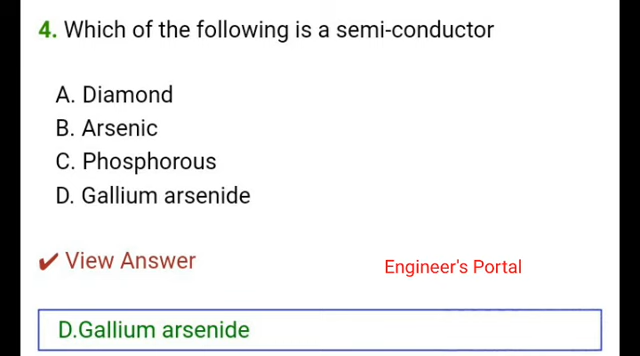 4. Which of the following is a semi-conductor
A. Diamond
B. Arsenic
C. Phosphorous
D. Gallium arsenide
✔ View Answer
Engineer's Portal
D.Gallium arsenide